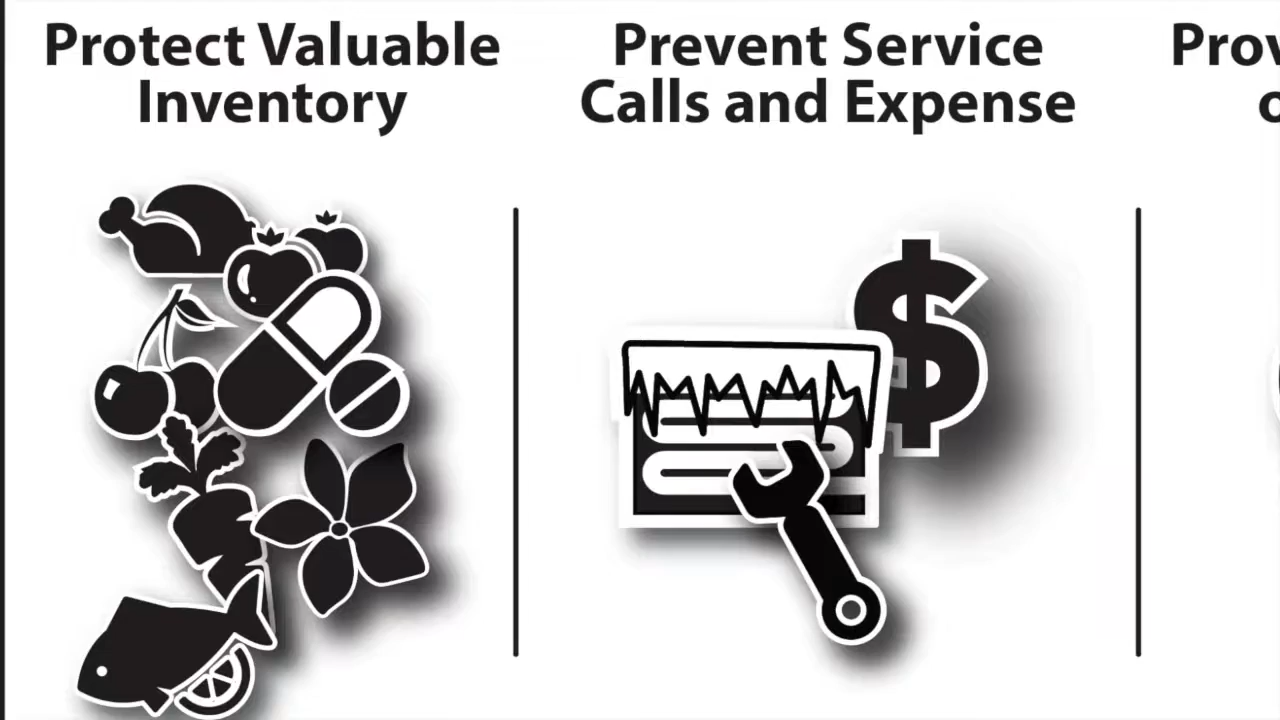 Protect Valuable
Inventory
Prevent Service
Calls and Expense
$